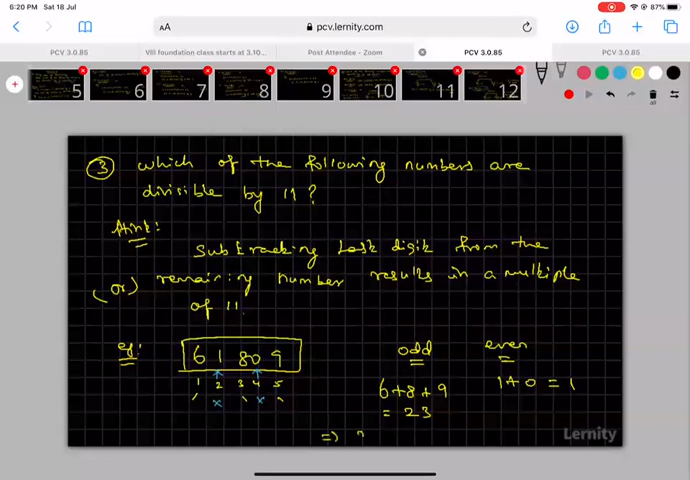 6:20 PM Sat 18 Jul
87%
AA
pcv.lernity.com
PCV 3.0.85
VIII foundation class starts at 3.10...
Post Attendee - Zoom
PCV 3.0.85
PCV 3.0.85
5 6 7 8 9 10 11 12
all
③ which of the following numbers are
divisible by 11?
Hint:
Subtracking last digit from the
(or) remaining number results in a multiple
of 11.
eg: 6 1 8 0 9
1 2 3 4 5
odd even
6+8+9 1+0 = 1
= 23
=>
Lernity